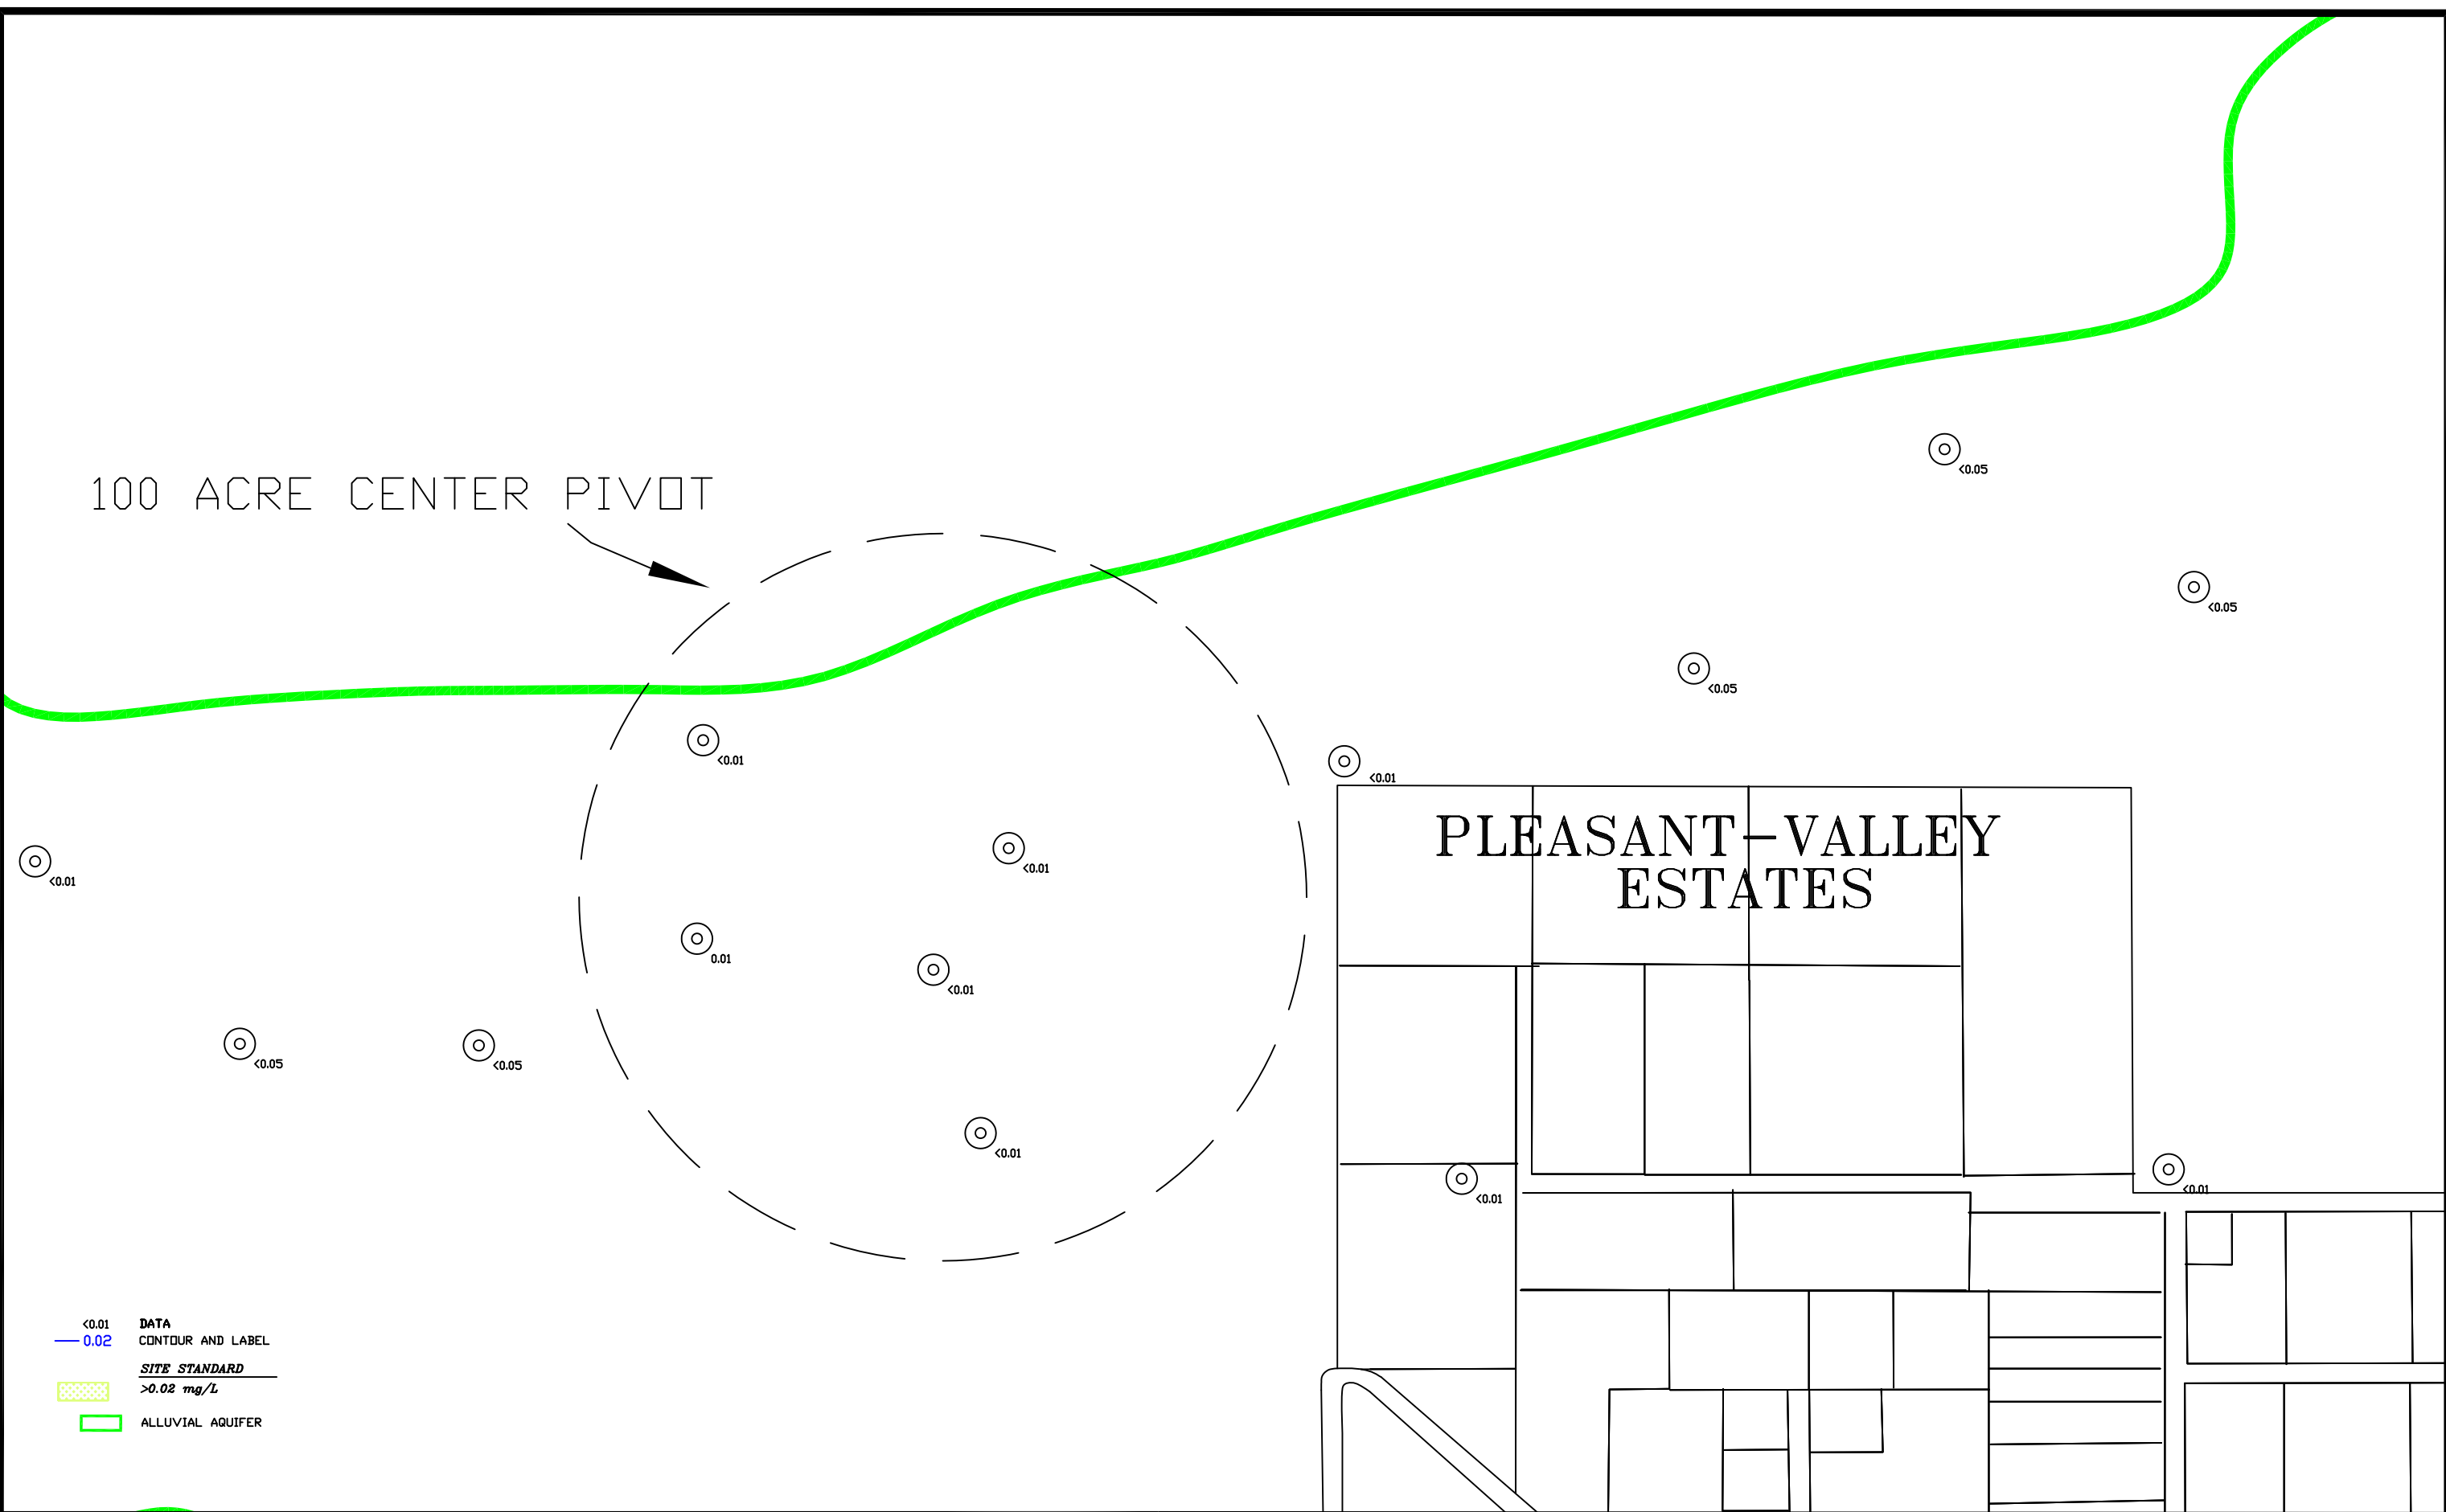 <0.05
100 ACRE CENTER PIVOT
<0.05
<0.05
<0.01
<0.01
PLEASANT-VALLEY
ESTATES
<0.01
<0.01
0.01
<0.01
<0.05
<0.05
<0.01
<0.01
<0.01
<0.01 DATA
0.02 CONTOUR AND LABEL
SITE STANDARD
>0.02 mg/L
ALLUVIAL AQUIFER